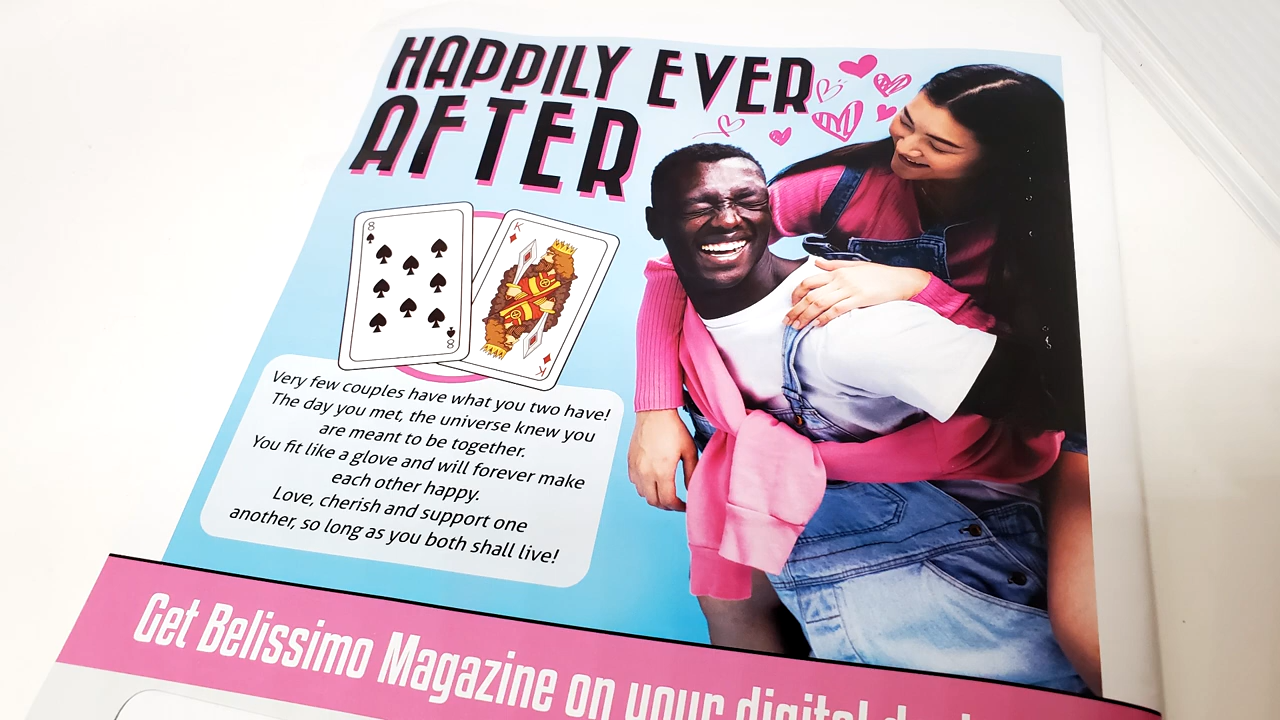 HAPPILY EVER
AFTER
8
8
K
K
Very few couples have what you two have!
The day you met, the universe knew you
are meant to be together.
You fit like a glove and will forever make
each other happy.
Love, cherish and support one
another, so long as you both shall live!
Get Belissimo Magazine on your digital